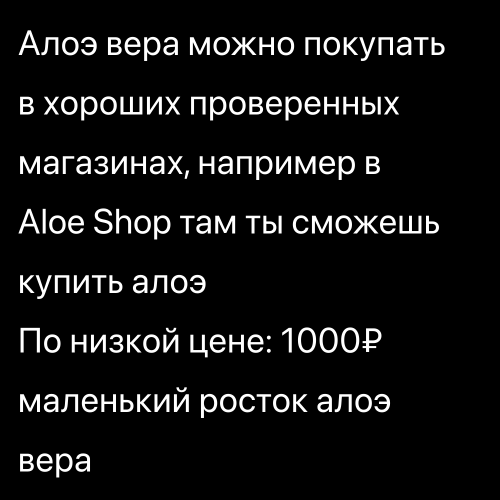 Алоэ вера можно покупать
в хороших проверенных
магазинах, например в
Aloe Shop там ты сможешь
купить алоэ
По низкой цене: 1000₽
маленький росток алоэ
вера